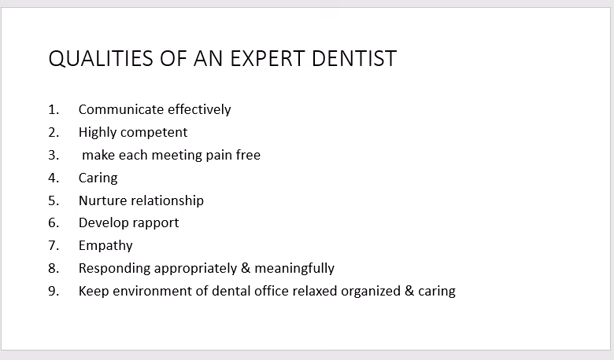 QUALITIES OF AN EXPERT DENTIST
1. Communicate effectively
2. Highly competent
3. make each meeting pain free
4. Caring
5. Nurture relationship
6. Develop rapport
7. Empathy
8. Responding appropriately & meaningfully
9. Keep environment of dental office relaxed organized & caring